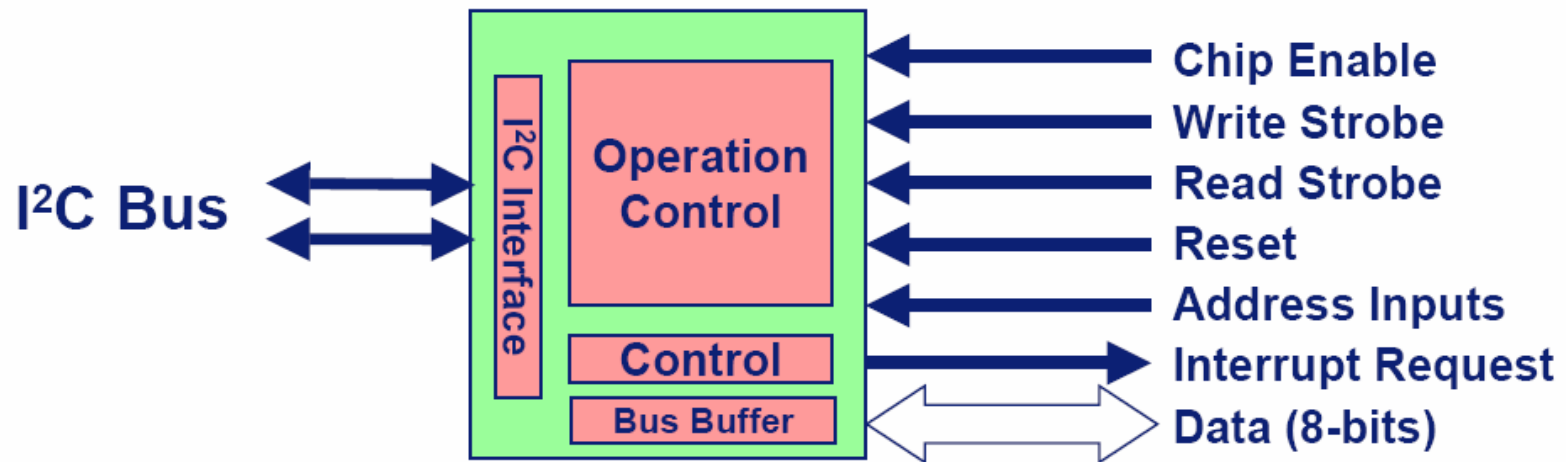 I²C Bus
I²C Interface
Operation
Control
Control
Bus Buffer
Chip Enable
Write Strobe
Read Strobe
Reset
Address Inputs
Interrupt Request
Data (8-bits)